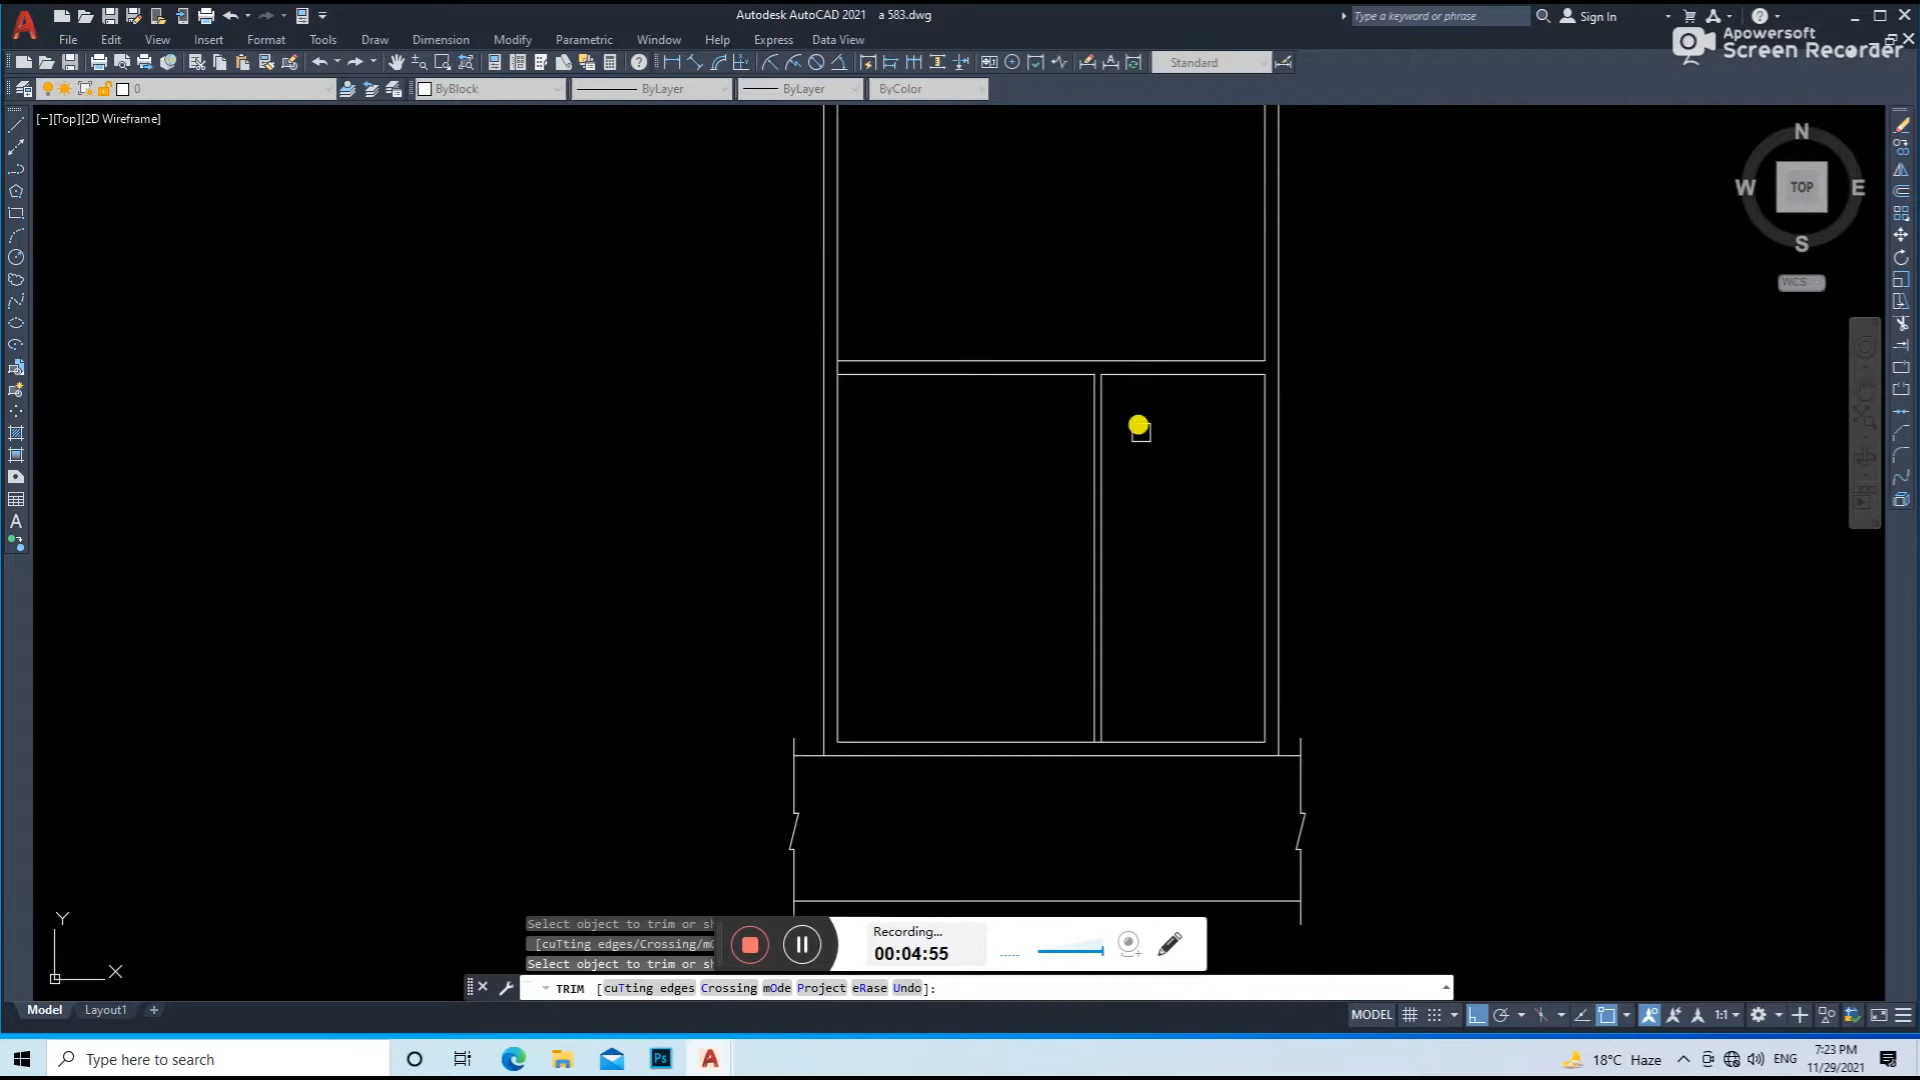 Autodesk AutoCAD 2021 a 583.dwg
Type a keyword or phrase
Sign In
File Edit View Insert Format Tools Draw Dimension Modify Parametric Window Help Express Data View
Apowersoft
Screen Recorder
Standard
0
ByBlock
ByLayer
ByLayer
ByColor
[−][Top][2D Wireframe]
N
W TOP E
S
WCS
Y
X
Select object to trim or sh
[cuTting edges/Crossing/mO
Select object to trim or sh
Recording...
00:04:55
TRIM [cuTting edges Crossing mOde Project eRase Undo]:
Model Layout1 +
MODEL
1:1
Type here to search
Ps
18°C Haze
ENG
7:23 PM
11/29/2021